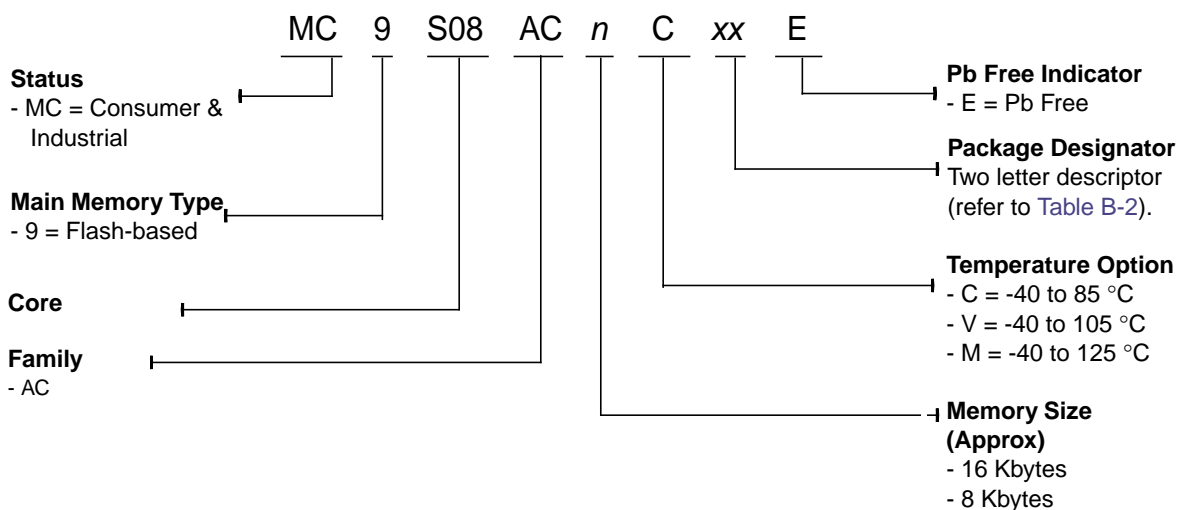 MC 9 S08 AC n C xx E
Status
- MC = Consumer &
Industrial
Main Memory Type
- 9 = Flash-based
Core
Family
- AC
Pb Free Indicator
- E = Pb Free
Package Designator
Two letter descriptor
(refer to Table B-2).
Temperature Option
- C = -40 to 85 °C
- V = -40 to 105 °C
- M = -40 to 125 °C
Memory Size
(Approx)
- 16 Kbytes
- 8 Kbytes